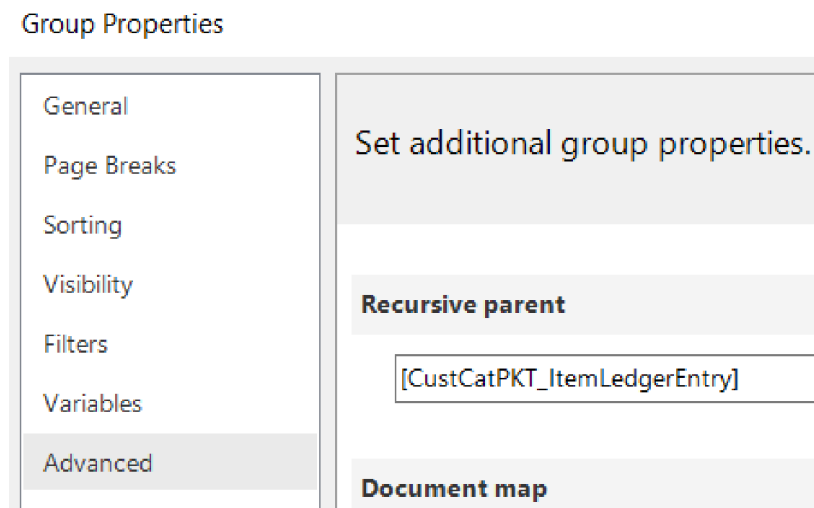 Group Properties
General
Page Breaks
Sorting
Visibility
Filters
Variables
Advanced
Set additional group properties.
Recursive parent
[CustCatPKT_ItemLedgerEntry]
Document map